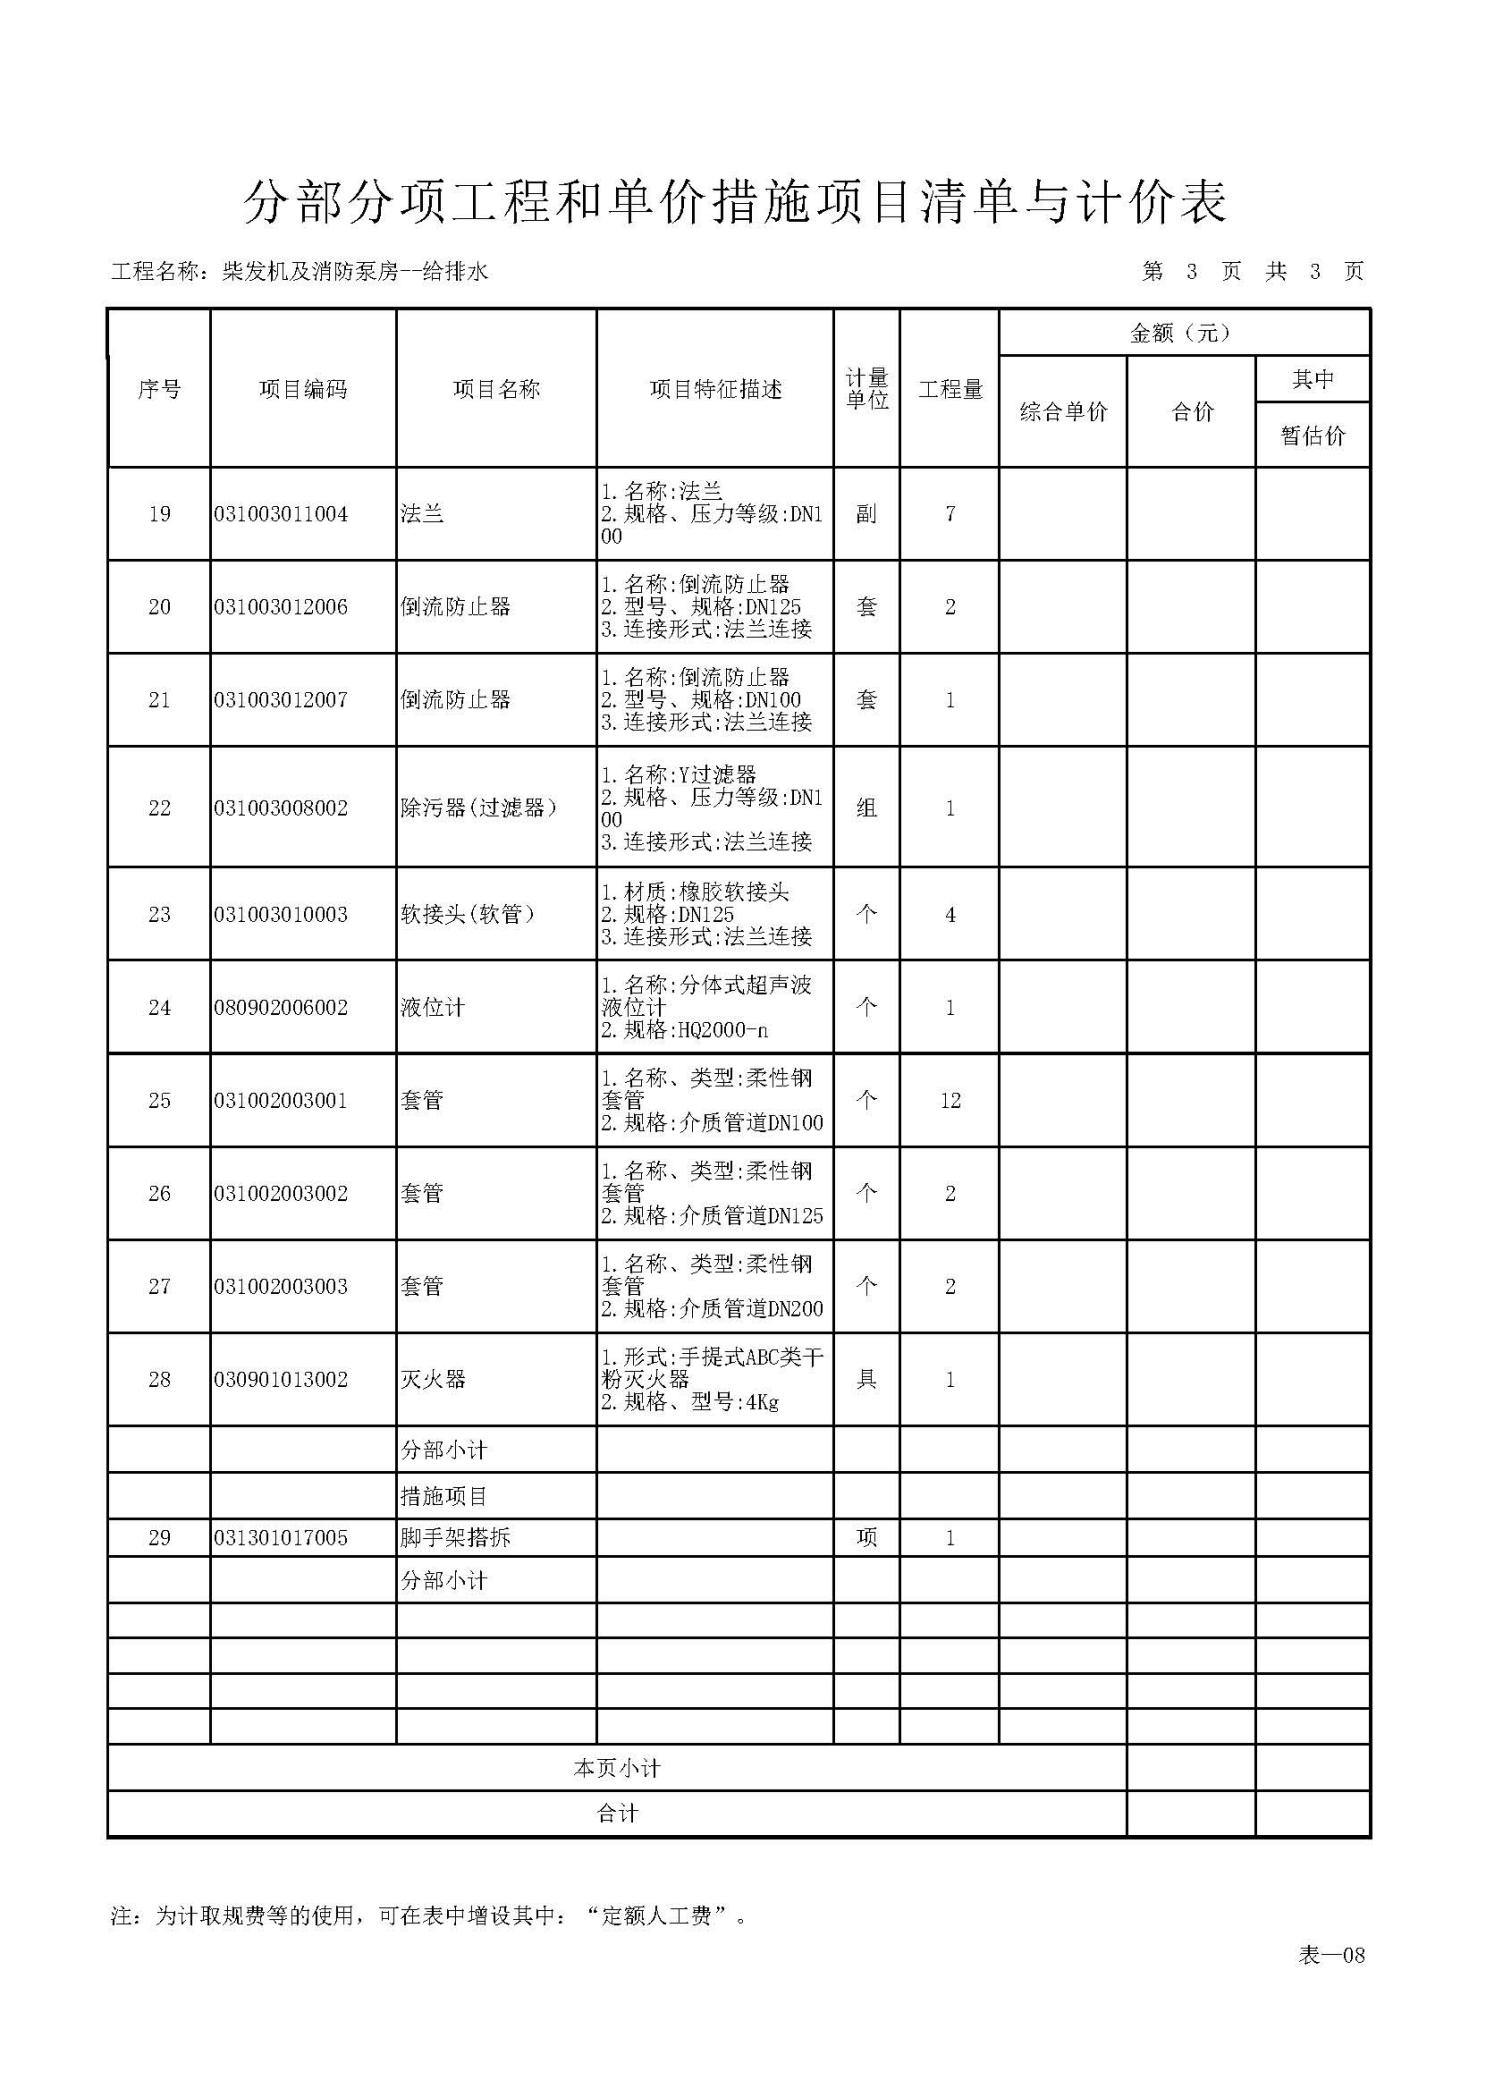 分部分项工程和单价措施项目清单与计价表
工程名称：柴发机及消防泵房--给排水 第 3 页 共 3 页
序号 项目编码 项目名称 项目特征描述 计量单位 工程量 金额（元）
综合单价 合价 其中
暂估价
19 031003011004 法兰 1.名称:法兰
2.规格、压力等级:DN1
00 副 7
20 031003012006 倒流防止器 1.名称:倒流防止器
2.型号、规格:DN125
3.连接形式:法兰连接 套 2
21 031003012007 倒流防止器 1.名称:倒流防止器
2.型号、规格:DN100
3.连接形式:法兰连接 套 1
22 031003008002 除污器(过滤器） 1.名称:Y过滤器
2.规格、压力等级:DN1
00
3.连接形式:法兰连接 组 1
23 031003010003 软接头(软管） 1.材质:橡胶软接头
2.规格:DN125
3.连接形式:法兰连接 个 4
24 080902006002 液位计 1.名称:分体式超声波
液位计
2.规格:HQ2000-n 个 1
25 031002003001 套管 1.名称、类型:柔性钢
套管
2.规格:介质管道DN100 个 12
26 031002003002 套管 1.名称、类型:柔性钢
套管
2.规格:介质管道DN125 个 2
27 031002003003 套管 1.名称、类型:柔性钢
套管
2.规格:介质管道DN200 个 2
28 030901013002 灭火器 1.形式:手提式ABC类干
粉灭火器
2.规格、型号:4Kg 具 1
分部小计
措施项目
29 031301017005 脚手架搭拆 项 1
分部小计
本页小计
合计
注：为计取规费等的使用，可在表中增设其中：“定额人工费”。
表—08